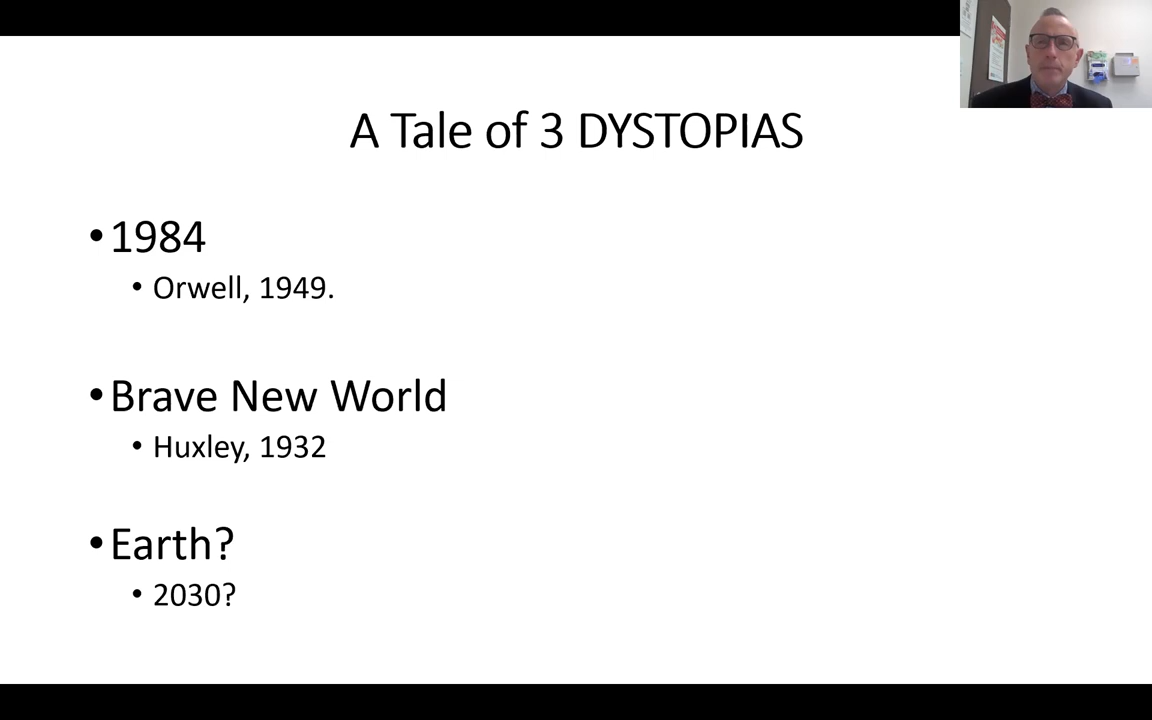 A Tale of 3 DYSTOPIAS
•1984
• Orwell, 1949.
•Brave New World
• Huxley, 1932
•Earth?
• 2030?